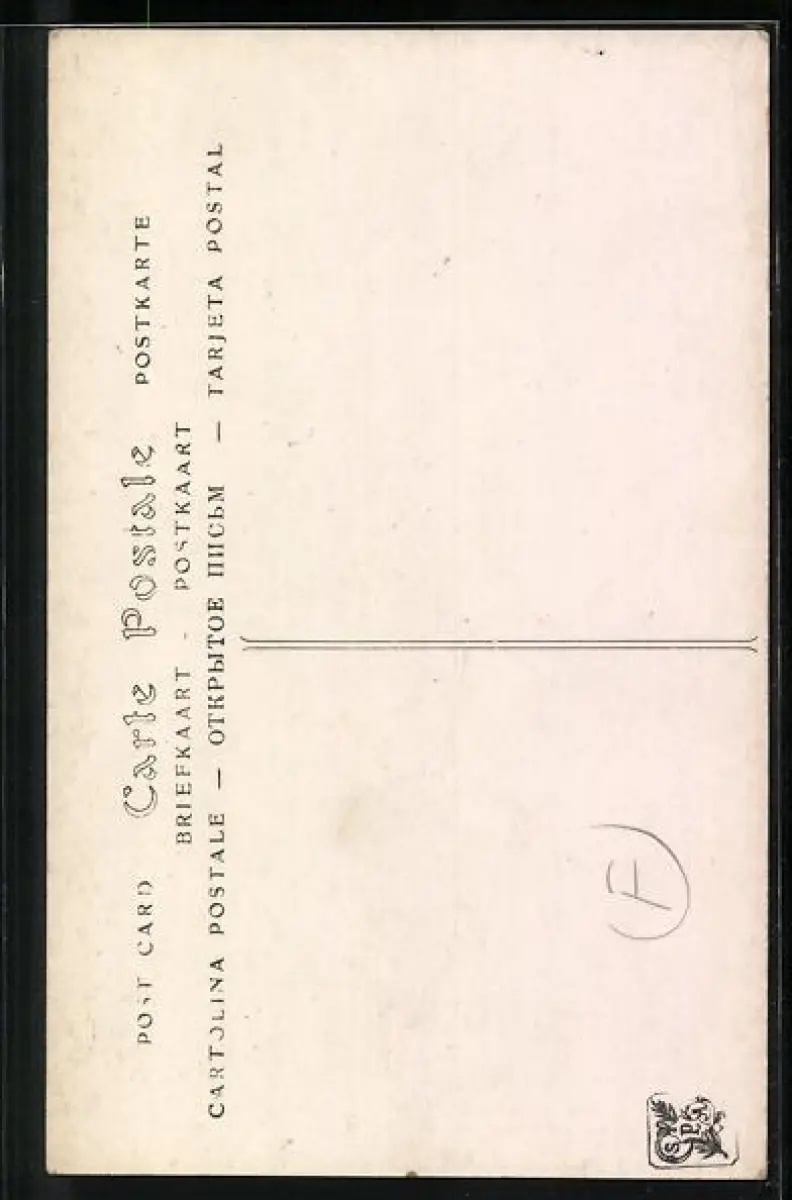 POST CARD Carte Postale POSTKARTE
BRIEFKAART - POSTKAART
CARTOLINA POSTALE — ОТКРЫТОЕ ПИСЬМ — TARJETA POSTAL
F